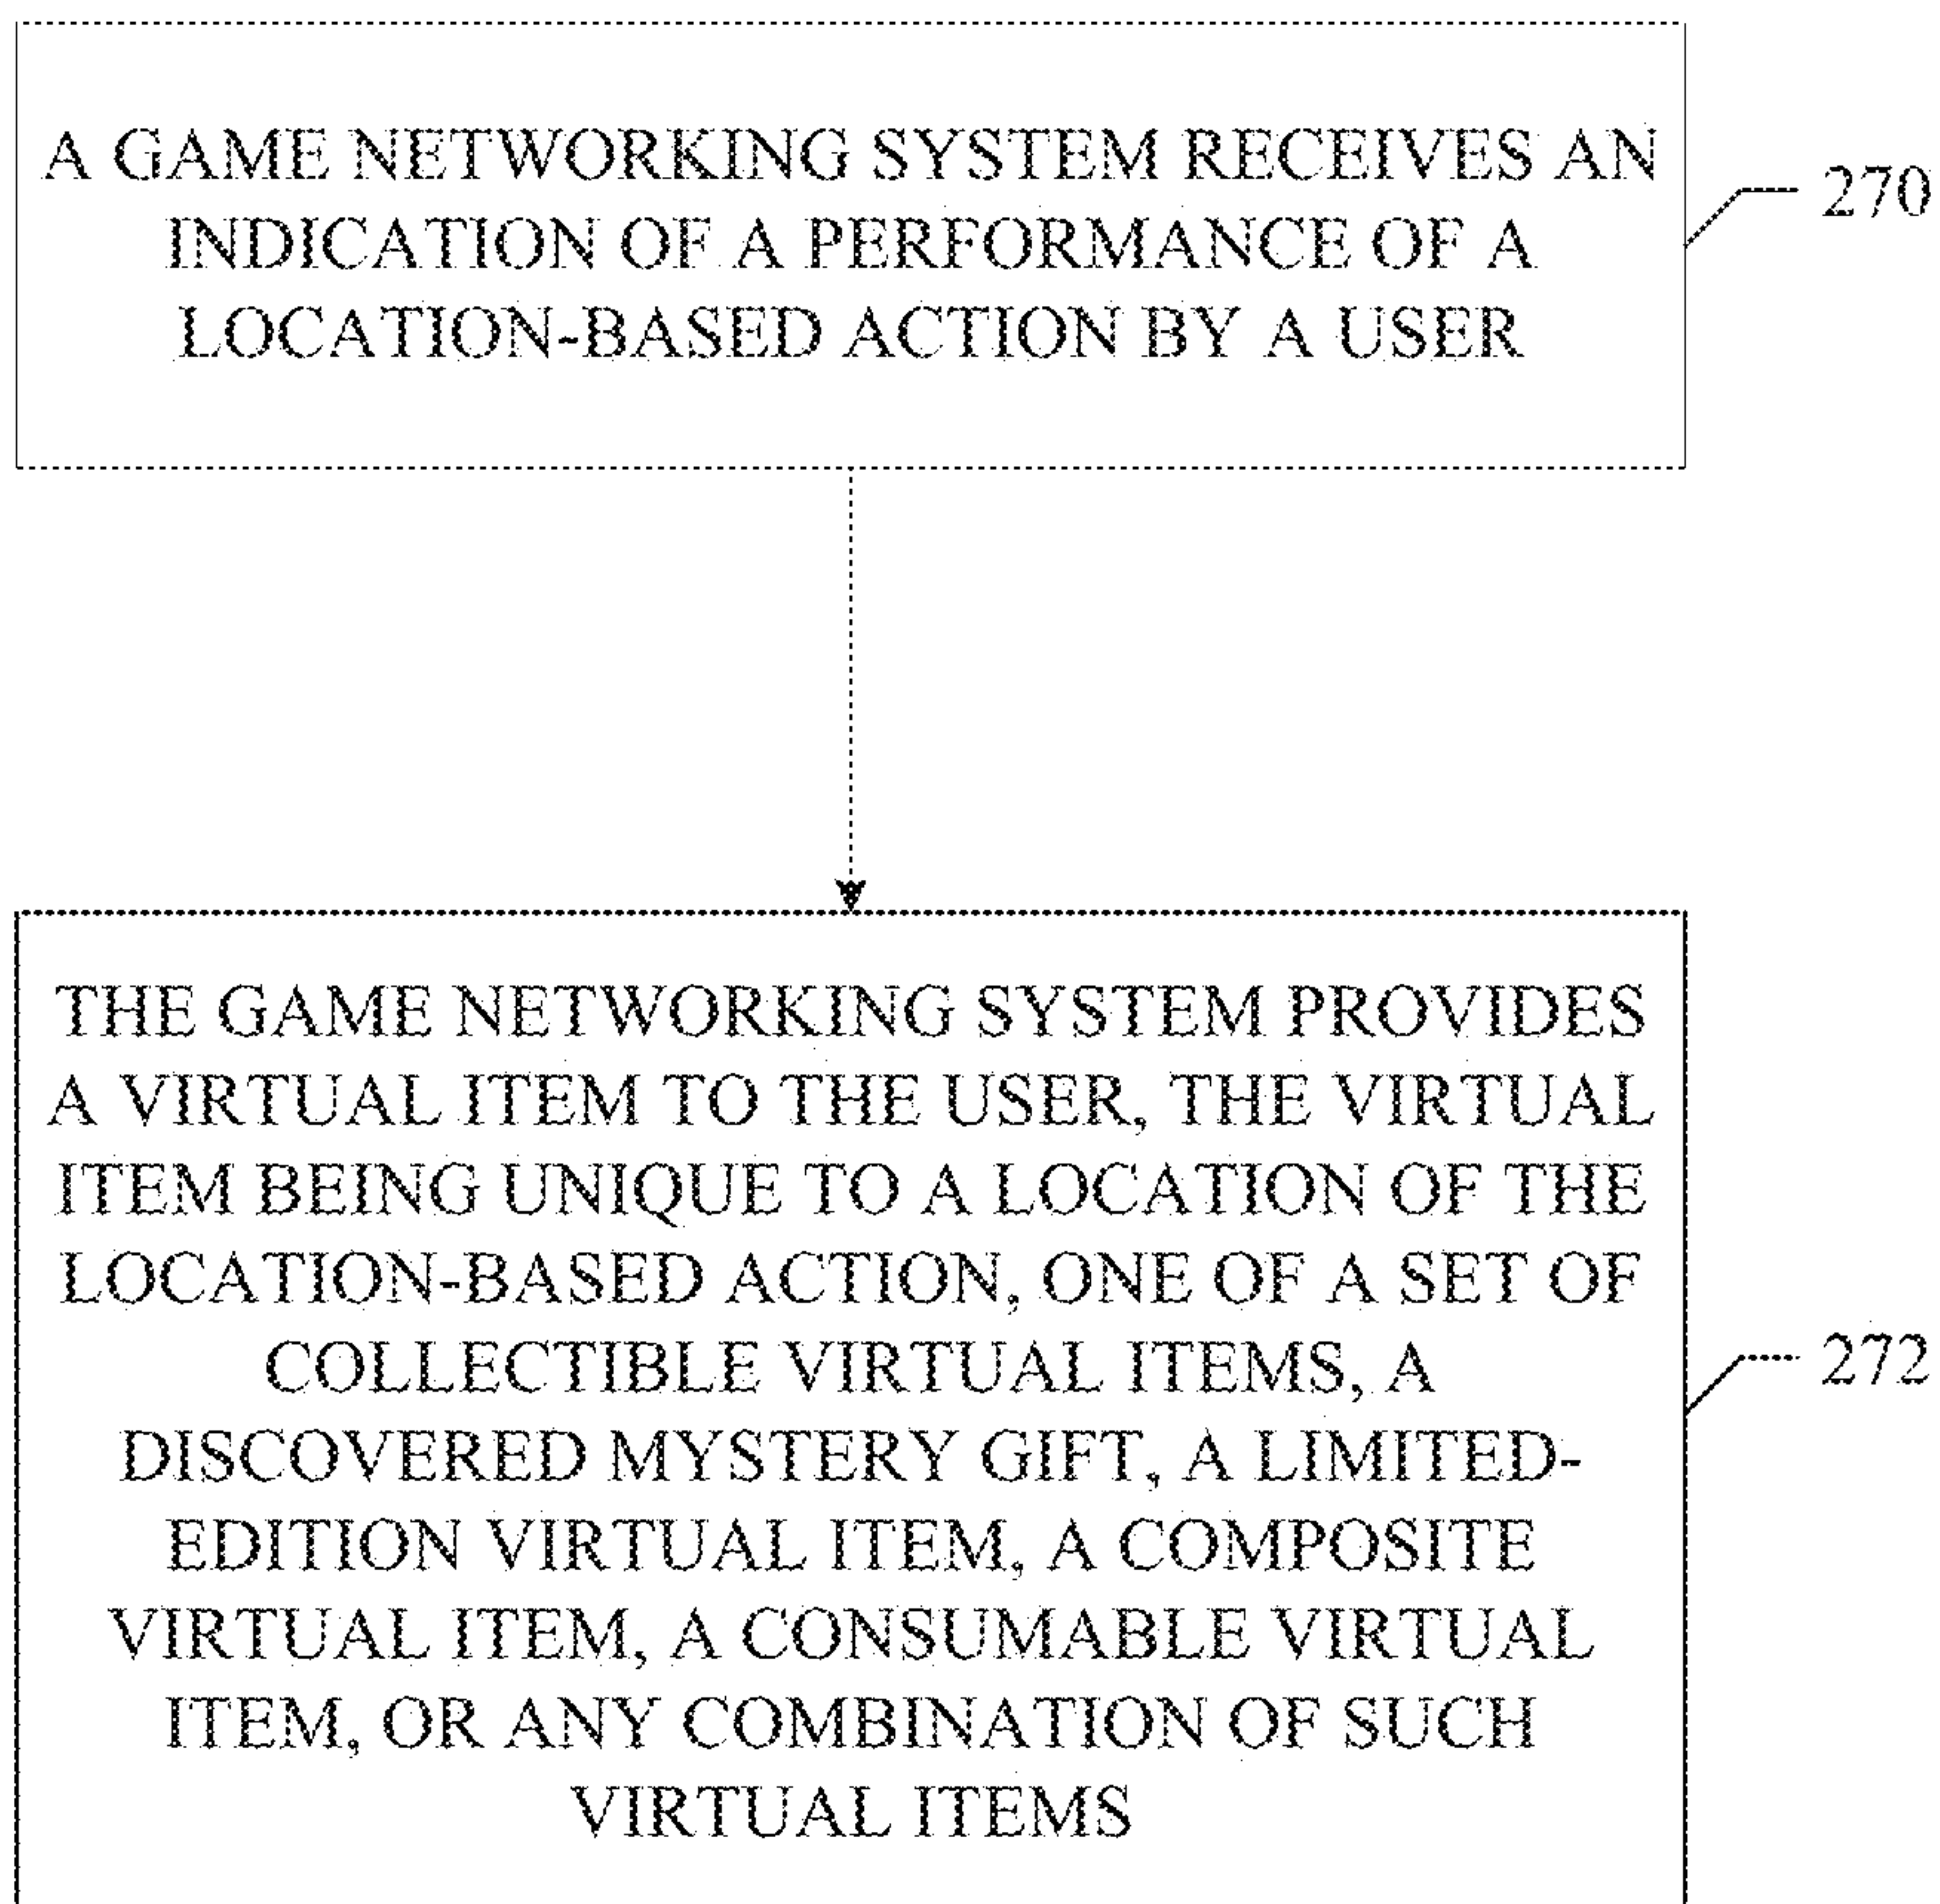 A GAME NETWORKING SYSTEM RECEIVES AN
INDICATION OF A PERFORMANCE OF A
LOCATION-BASED ACTION BY A USER
270
THE GAME NETWORKING SYSTEM PROVIDES
A VIRTUAL ITEM TO THE USER, THE VIRTUAL
ITEM BEING UNIQUE TO A LOCATION OF THE
LOCATION-BASED ACTION, ONE OF A SET OF
COLLECTIBLE VIRTUAL ITEMS, A
DISCOVERED MYSTERY GIFT, A LIMITED-
EDITION VIRTUAL ITEM, A COMPOSITE
VIRTUAL ITEM, A CONSUMABLE VIRTUAL
ITEM, OR ANY COMBINATION OF SUCH
VIRTUAL ITEMS
272